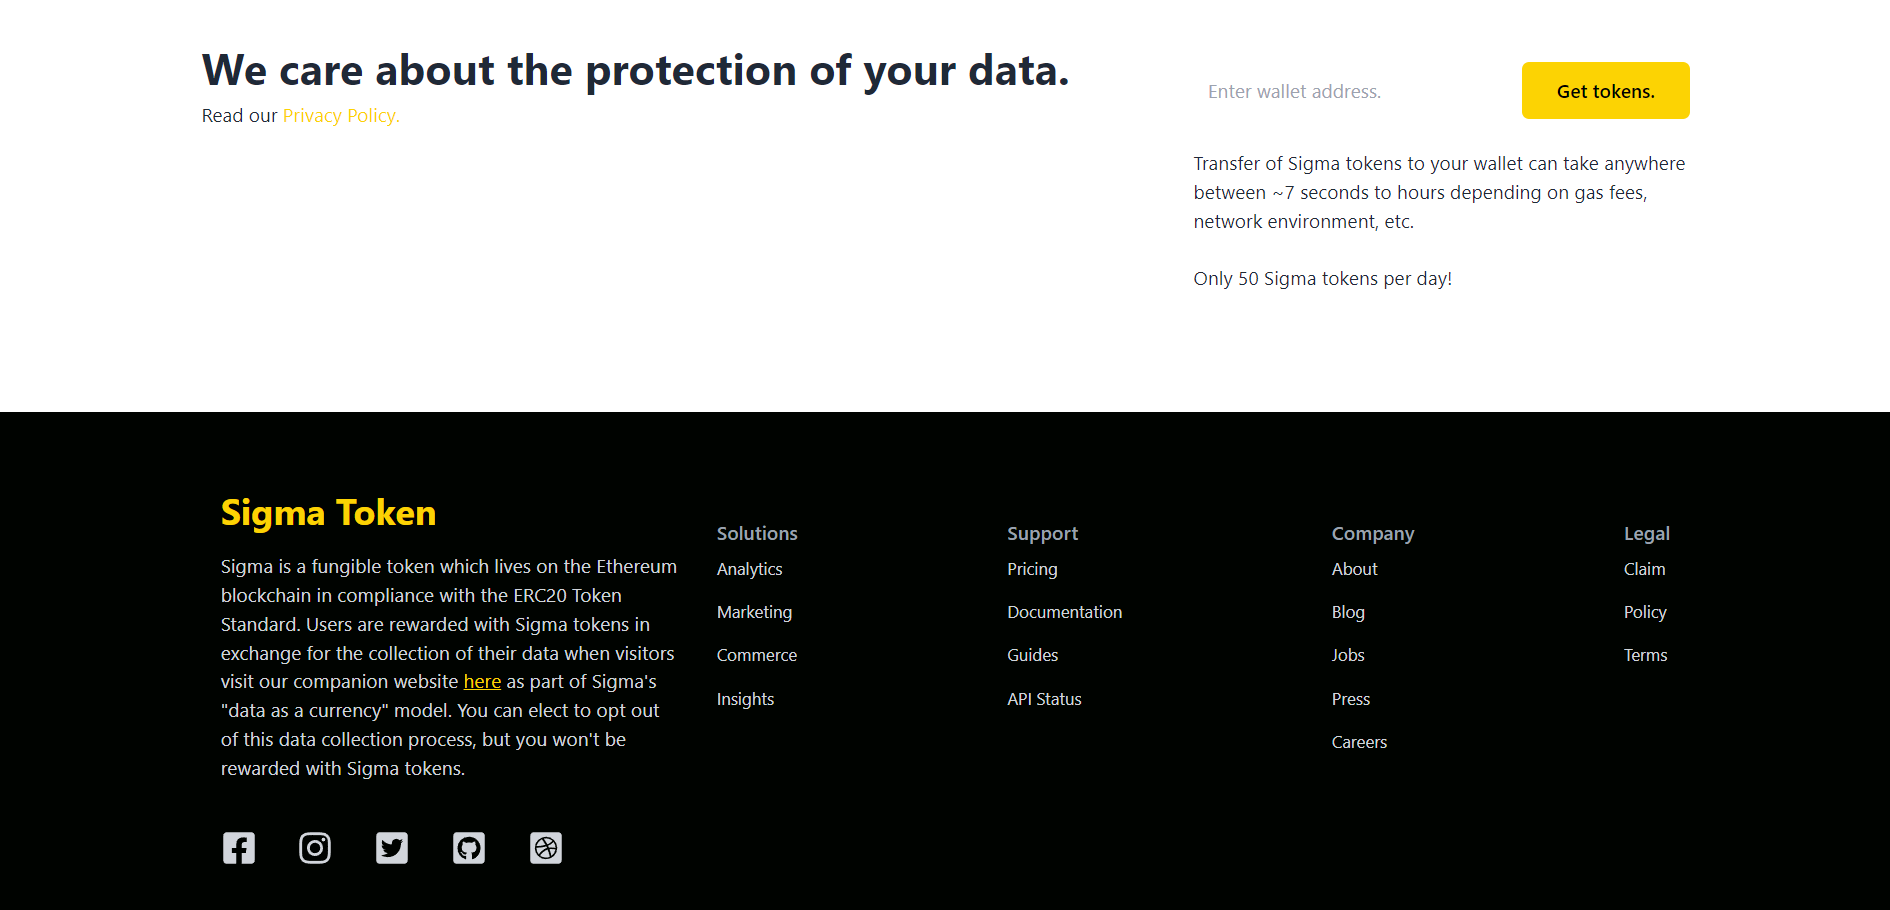 We care about the protection of your data.
Read our Privacy Policy.
Enter wallet address.
Get tokens.
Transfer of Sigma tokens to your wallet can take anywhere
between ~7 seconds to hours depending on gas fees,
network environment, etc.
Only 50 Sigma tokens per day!
Sigma Token
Sigma is a fungible token which lives on the Ethereum
blockchain in compliance with the ERC20 Token
Standard. Users are rewarded with Sigma tokens in
exchange for the collection of their data when visitors
visit our companion website here as part of Sigma's
"data as a currency" model. You can elect to opt out
of this data collection process, but you won't be
rewarded with Sigma tokens.
Solutions
Analytics
Marketing
Commerce
Insights
Support
Pricing
Documentation
Guides
API Status
Company
About
Blog
Jobs
Press
Careers
Legal
Claim
Policy
Terms